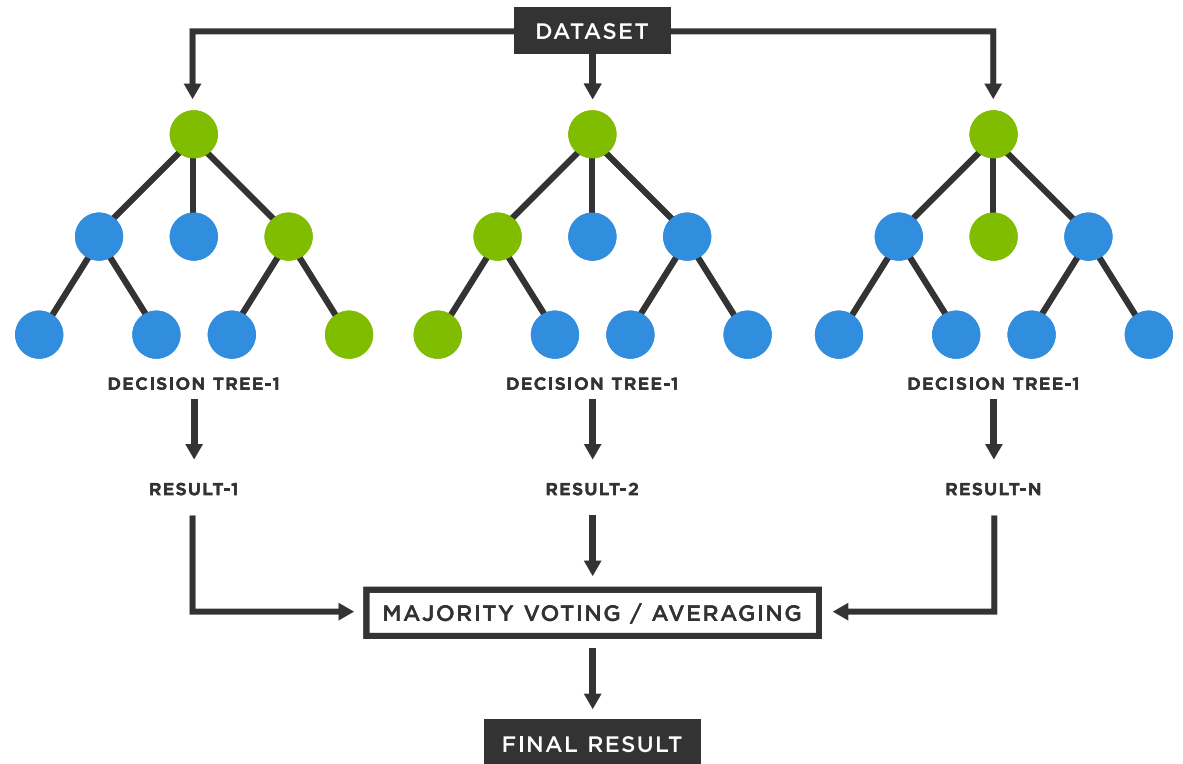 DATASET
DECISION TREE-1
DECISION TREE-1
DECISION TREE-1
RESULT-1
RESULT-2
RESULT-N
MAJORITY VOTING / AVERAGING
FINAL RESULT